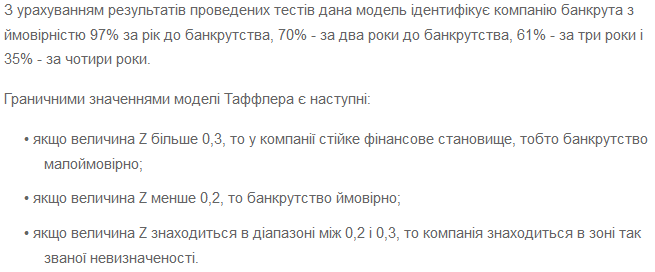 З урахуванням результатів проведених тестів дана модель ідентифікує компанію банкрута з
ймовірністю 97% за рік до банкрутства, 70% - за два роки до банкрутства, 61% - за три роки і
35% - за чотири роки.
Граничними значеннями моделі Таффлера є наступні:
• якщо величина Z більше 0,3, то у компанії стійке фінансове становище, тобто банкрутство
малоймовірно;
• якщо величина Z менше 0,2, то банкрутство ймовірно;
• якщо величина Z знаходиться в діапазоні між 0,2 і 0,3, то компанія знаходиться в зоні так
званої невизначеності.